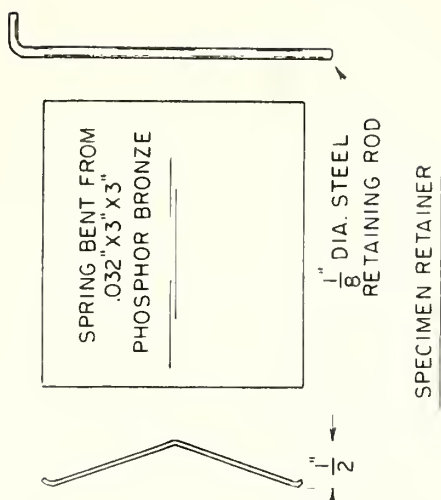 SPRING BENT FROM
.032"X3"X3"
PHOSPHOR BRONZE
1/8" DIA. STEEL
RETAINING ROD
1/2"
SPECIMEN RETAINER